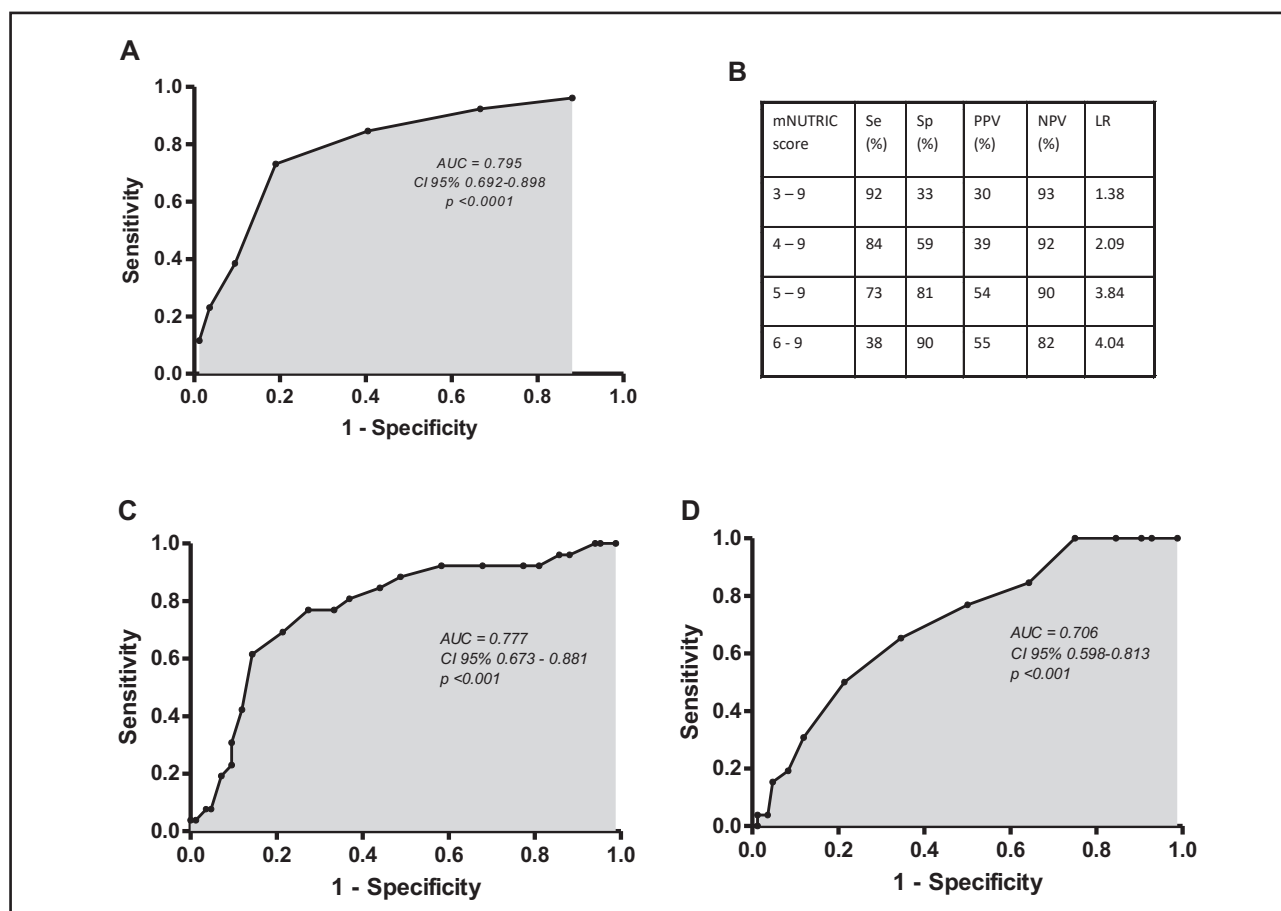 A
1.0
0.8
0.6
0.4
0.2
0.0
Sensitivity
AUC = 0.795
CI 95% 0.692-0.898
p <0.0001
0.0 0.2 0.4 0.6 0.8 1.0
1 - Specificity
B
mNUTRIC score Se (%) Sp (%) PPV (%) NPV (%) LR
3 – 9 92 33 30 93 1.38
4 – 9 84 59 39 92 2.09
5 – 9 73 81 54 90 3.84
6 - 9 38 90 55 82 4.04
C
1.0
0.8
0.6
0.4
0.2
0.0
Sensitivity
AUC = 0.777
CI 95% 0.673 - 0.881
p <0.001
0.0 0.2 0.4 0.6 0.8 1.0
1 - Specificity
D
1.0
0.8
0.6
0.4
0.2
0.0
Sensitivity
AUC = 0.706
CI 95% 0.598-0.813
p <0.001
0.0 0.2 0.4 0.6 0.8 1.0
1 - Specificity